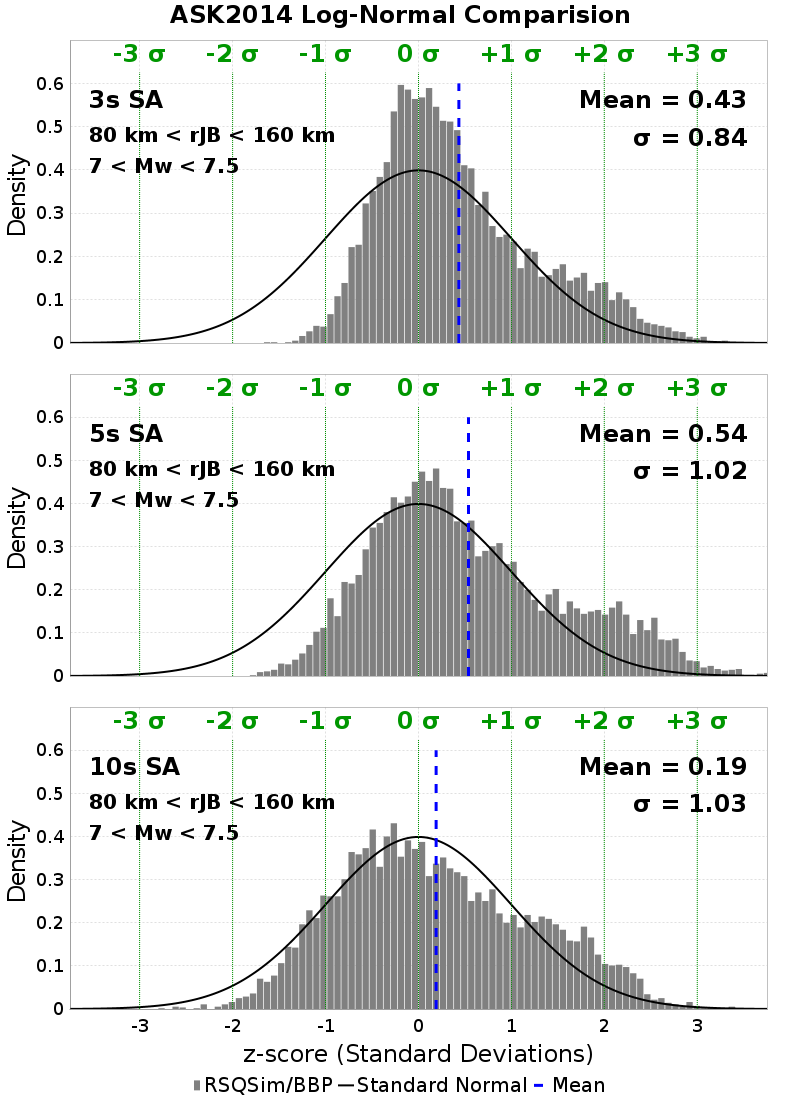 ASK2014 Log-Normal Comparision
-3 σ -2 σ -1 σ 0 σ +1 σ +2 σ +3 σ
3s SA
80 km < rJB < 160 km
7 < Mw < 7.5
Mean = 0.43
σ = 0.84
Density
0.6
0.5
0.4
0.3
0.2
0.1
0
-3 σ -2 σ -1 σ 0 σ +1 σ +2 σ +3 σ
5s SA
80 km < rJB < 160 km
7 < Mw < 7.5
Mean = 0.54
σ = 1.02
Density
0.6
0.5
0.4
0.3
0.2
0.1
0
-3 σ -2 σ -1 σ 0 σ +1 σ +2 σ +3 σ
10s SA
80 km < rJB < 160 km
7 < Mw < 7.5
Mean = 0.19
σ = 1.03
Density
0.6
0.5
0.4
0.3
0.2
0.1
0
-3 -2 -1 0 1 2 3
z-score (Standard Deviations)
RSQSim/BBP Standard Normal Mean